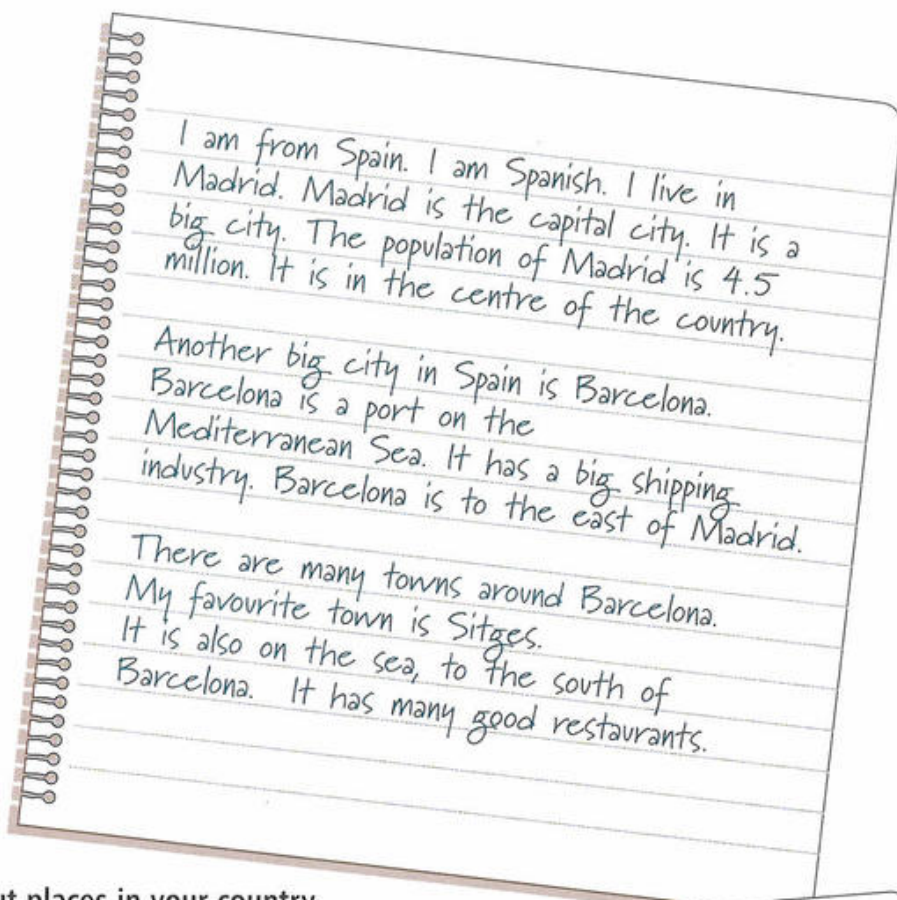 I am from Spain. I am Spanish. I live in
Madrid. Madrid is the capital city. It is a
big city. The population of Madrid is 4.5
million. It is in the centre of the country.
Another big city in Spain is Barcelona.
Barcelona is a port on the
Mediterranean Sea. It has a big shipping
industry. Barcelona is to the east of Madrid.
There are many towns around Barcelona.
My favourite town is Sitges.
It is also on the sea, to the south of
Barcelona. It has many good restaurants.
places in your country